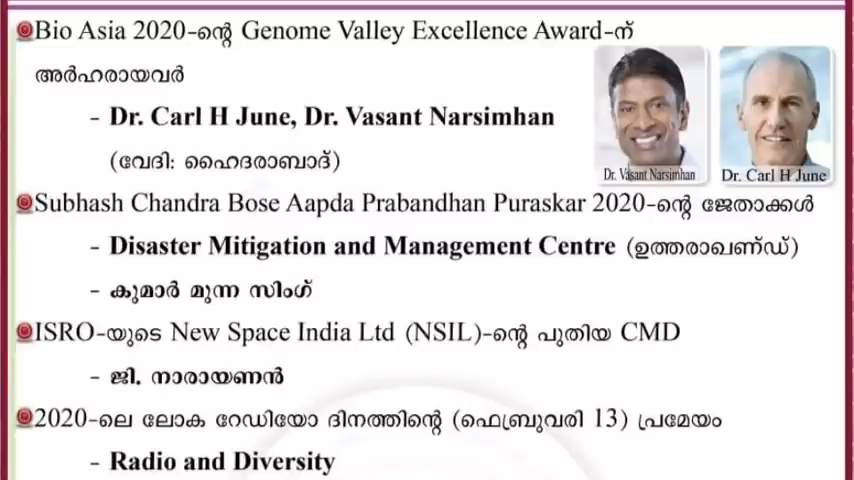 Bio Asia 2020-ന്റെ Genome Valley Excellence Award-ന്
അർഹരായവർ
- Dr. Carl H June, Dr. Vasant Narsimhan
(വേദി: ഹൈദരാബാദ്)
Dr. Vasant Narsimhan
Dr. Carl H June
Subhash Chandra Bose Aapda Prabandhan Puraskar 2020-ന്റെ ജേതാക്കൾ
- Disaster Mitigation and Management Centre (ഉത്തരാഖണ്ഡ്)
- കുമാർ മുന്ന സിംഗ്
ISRO-യുടെ New Space India Ltd (NSIL)-ന്റെ പുതിയ CMD
- ജി. നാരായണൻ
2020-ലെ ലോക റേഡിയോ ദിനത്തിന്റെ (ഫെബ്രുവരി 13) പ്രമേയം
- Radio and Diversity